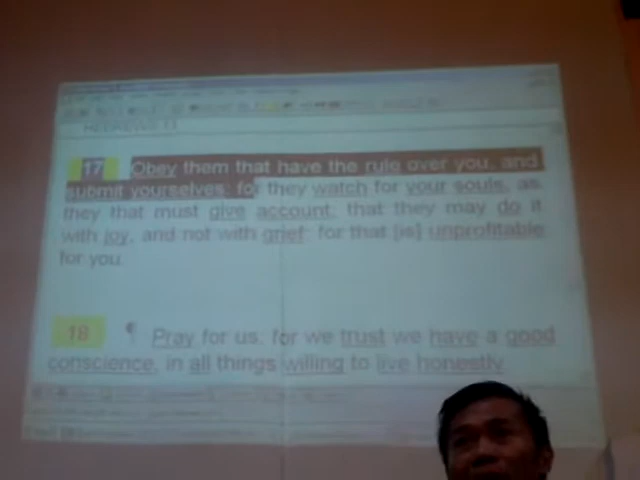 HEBREWS 13
17 Obey them that have the rule over you, and
submit yourselves: for they watch for your souls, as
they that must give account, that they may do it
with joy, and not with grief: for that [is] unprofitable
for you.
18 ¶ Pray for us: for we trust we have a good
conscience, in all things willing to live honestly.